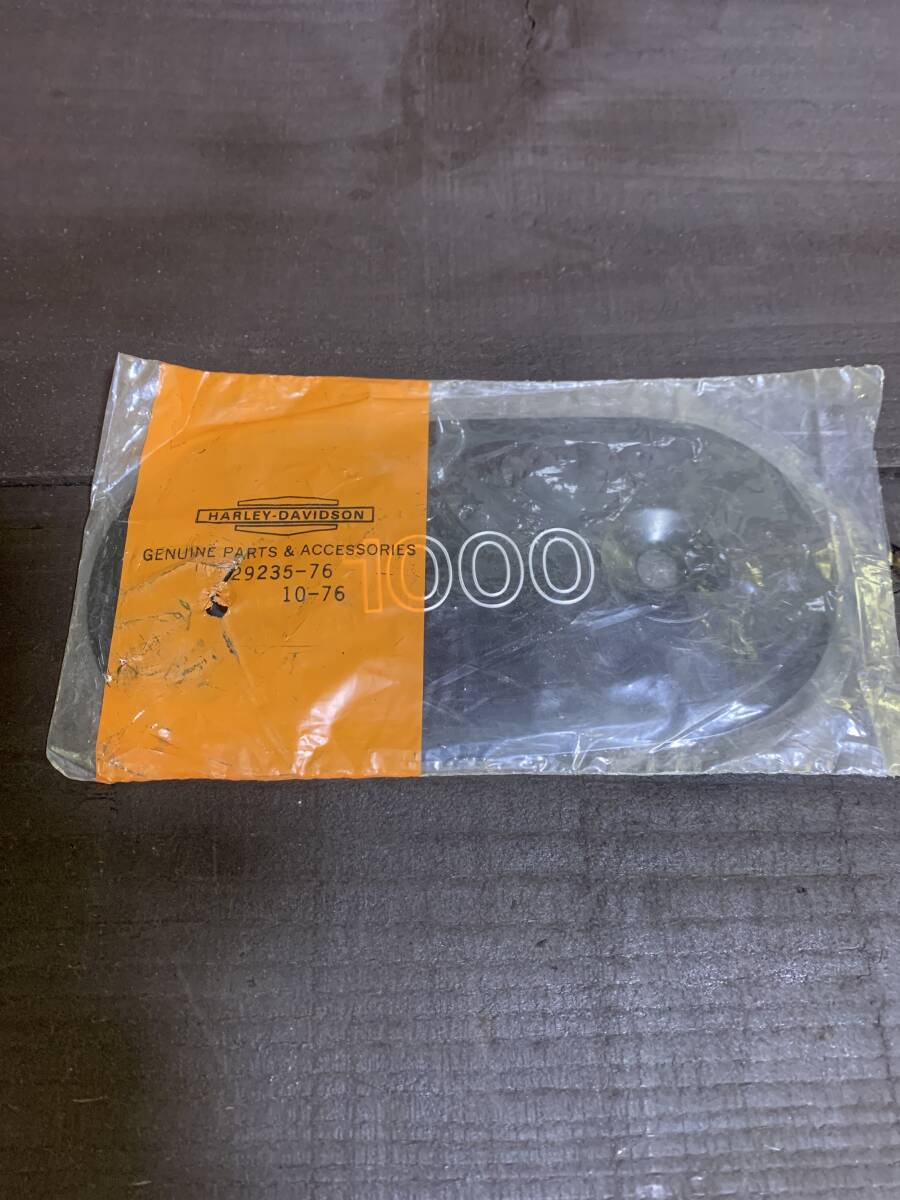 HARLEY-DAVIDSON
GENUINE PARTS & ACCESSORIES
29235-76
10-76
1000